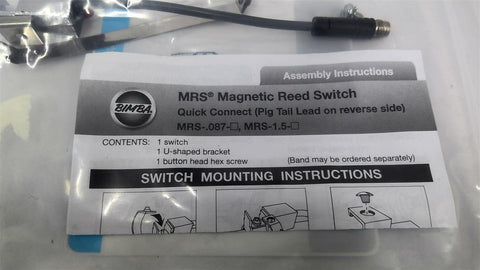 Assembly Instructions
BIMBA
MRS® Magnetic Reed Switch
Quick Connect (Pig Tail Lead on reverse side)
MRS-.087-□, MRS-1.5-□
CONTENTS: 1 switch
1 U-shaped bracket
1 button head hex screw (Band may be ordered separately)
SWITCH MOUNTING INSTRUCTIONS